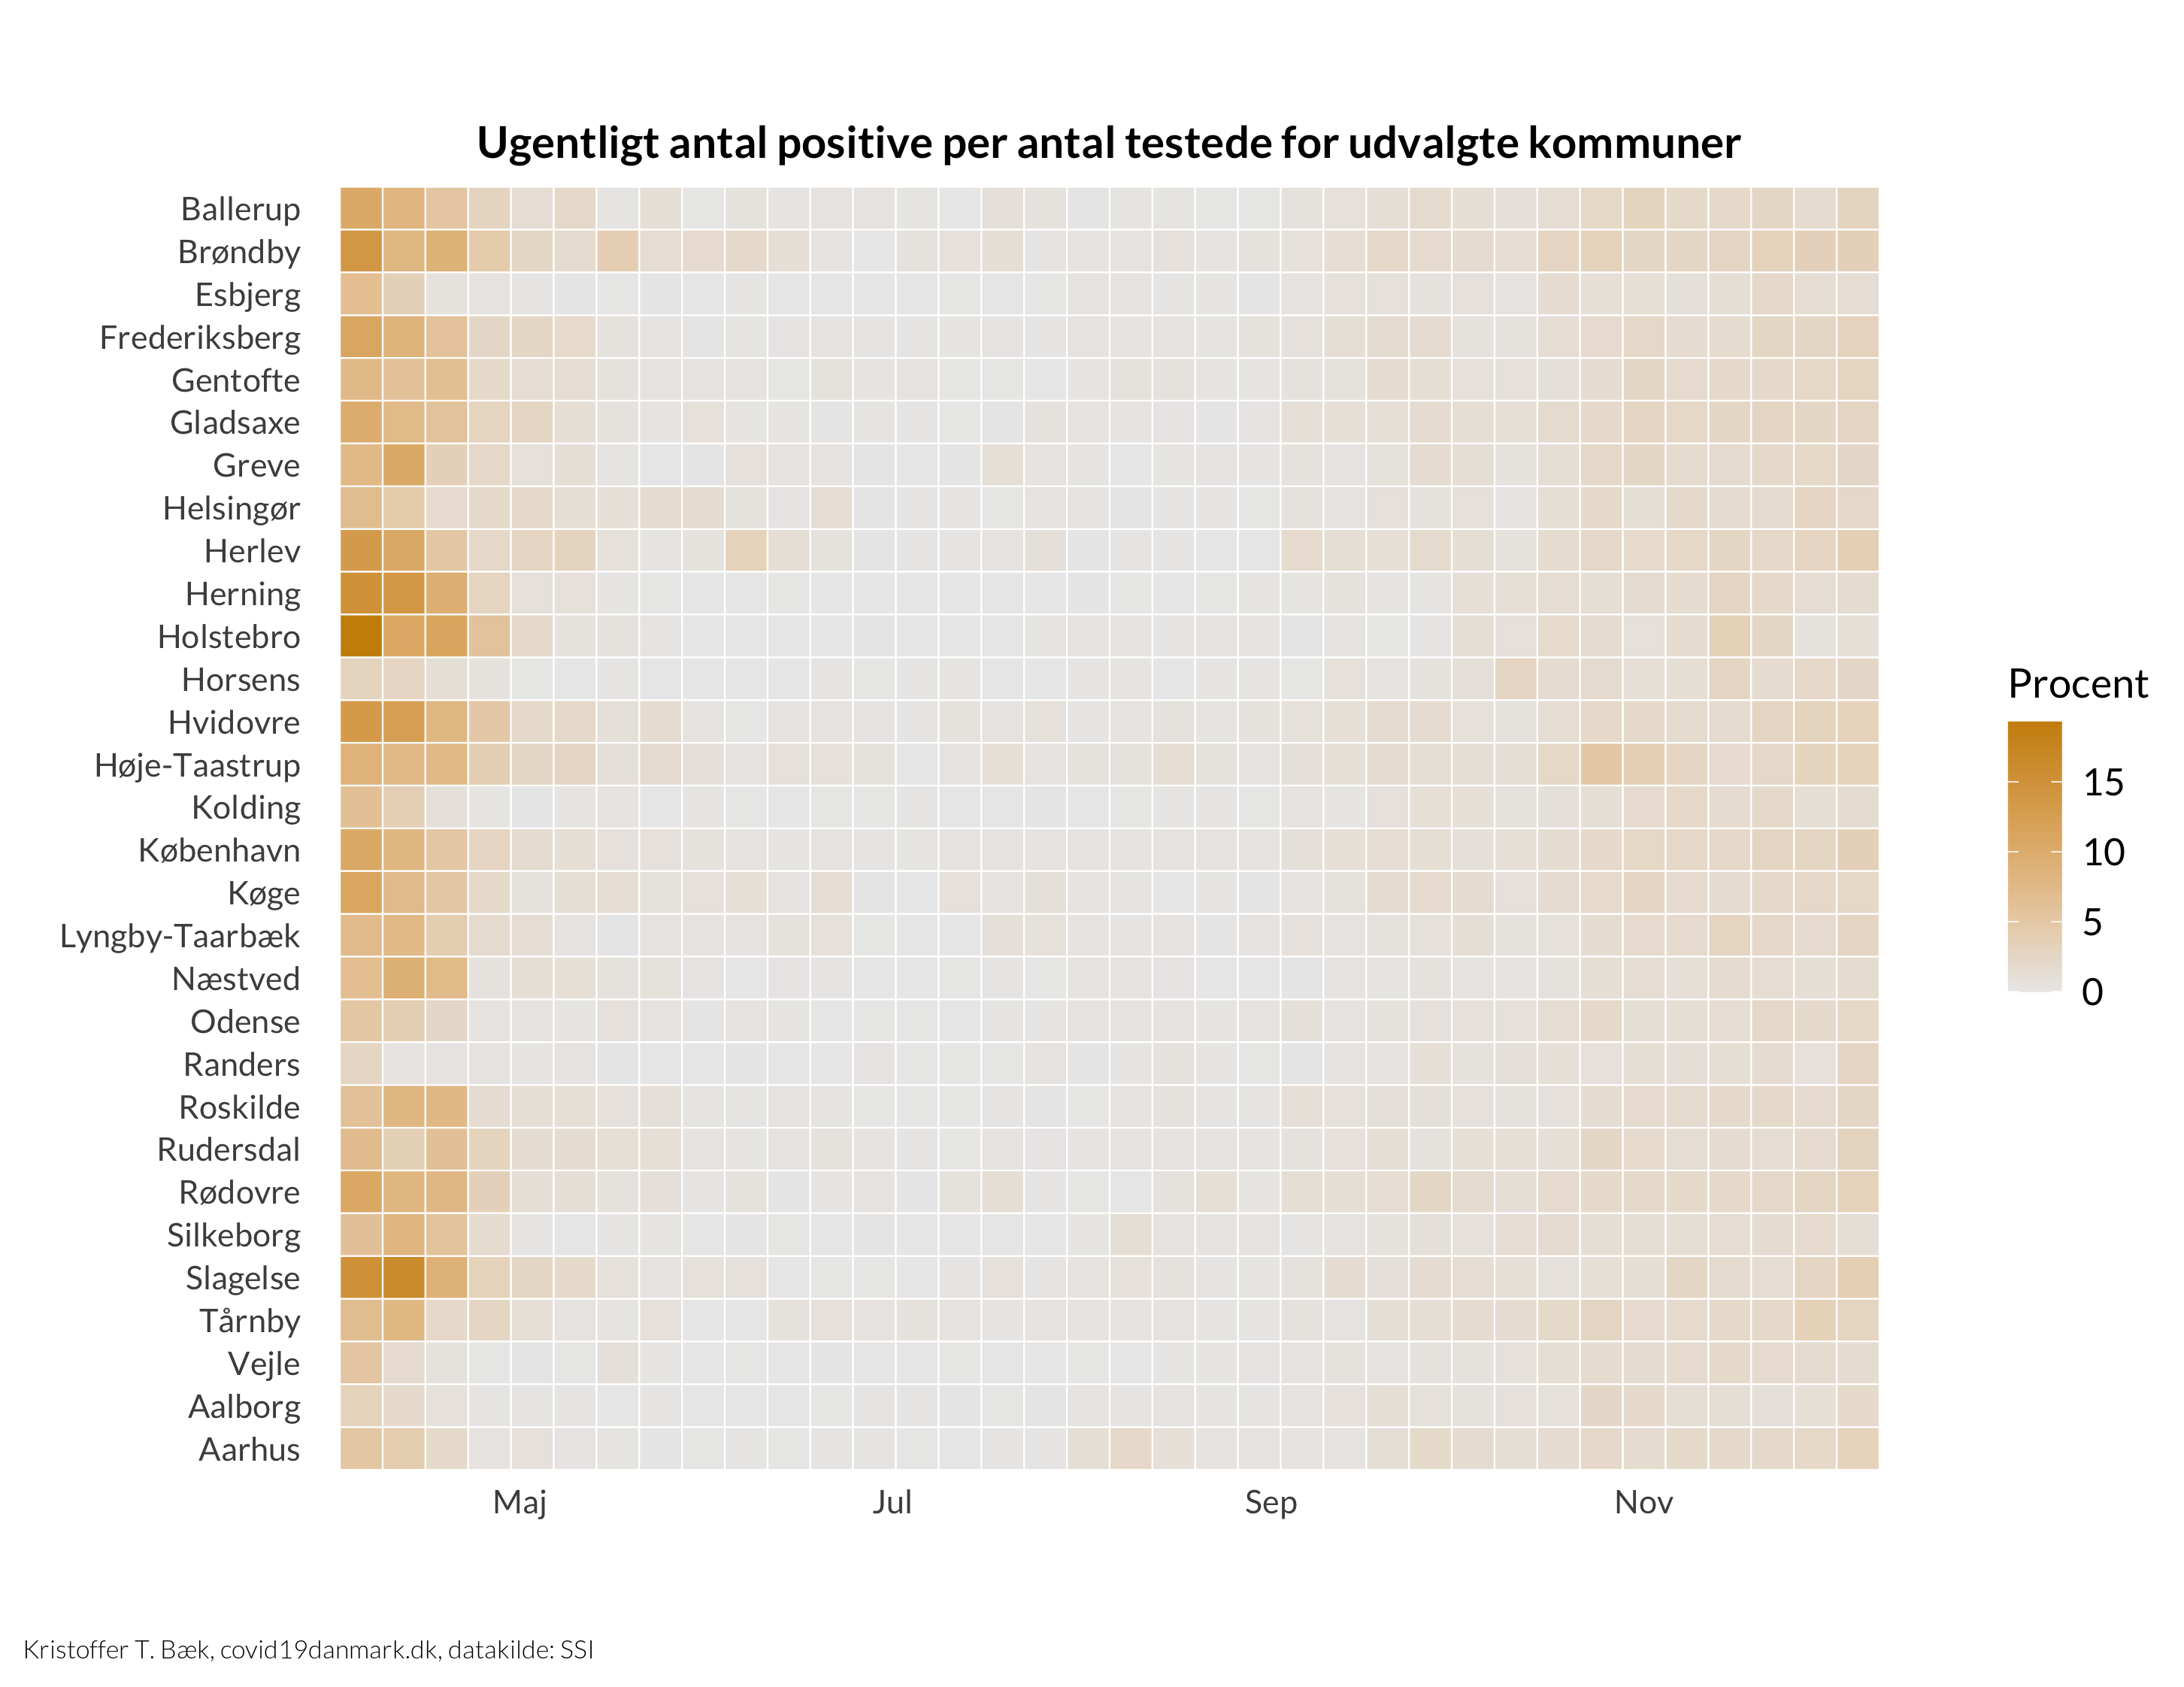 Ugentligt antal positive per antal testede for udvalgte kommuner
Ballerup
Brøndby
Esbjerg
Frederiksberg
Gentofte
Gladsaxe
Greve
Helsingør
Herlev
Herning
Holstebro
Horsens
Hvidovre
Høje-Taastrup
Kolding
København
Køge
Lyngby-Taarbæk
Næstved
Odense
Randers
Roskilde
Rudersdal
Rødovre
Silkeborg
Slagelse
Tårnby
Vejle
Aalborg
Aarhus
Maj Jul Sep Nov
Procent
15
10
5
0
Kristoffer T. Bæk, covid19danmark.dk, datakilde: SSI